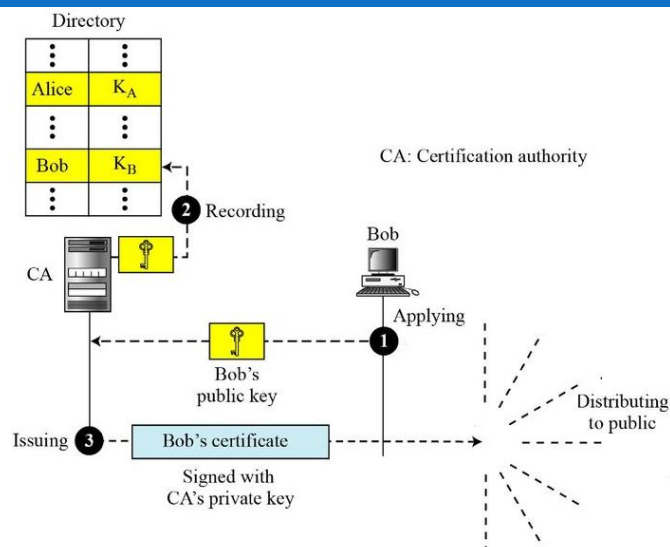 Directory
Alice K_A
Bob K_B
CA: Certification authority
2 Recording
Bob
CA
Applying
1
Bob's
public key
Distributing
to public
Issuing 3 Bob's certificate
Signed with
CA's private key